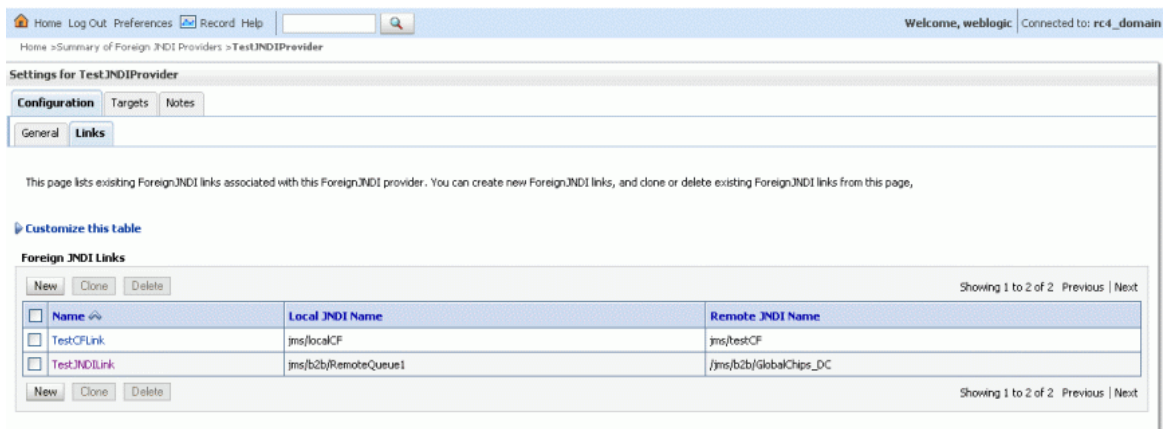 Home Log Out Preferences Record Help
Welcome, weblogic Connected to: rc4_domain
Home >Summary of Foreign JNDI Providers >TestJNDIProvider
Settings for TestJNDIProvider
Configuration Targets Notes
General Links
This page lists exisiting ForeignJNDI links associated with this ForeignJNDI provider. You can create new ForeignJNDI links, and clone or delete existing ForeignJNDI links from this page,
Customize this table
Foreign JNDI Links
New Clone Delete Showing 1 to 2 of 2 Previous | Next
Name Local JNDI Name Remote JNDI Name
TestCFLink jms/localCF jms/testCF
TestJNDILink jms/b2b/RemoteQueue1 /jms/b2b/GlobalChips_DC
New Clone Delete Showing 1 to 2 of 2 Previous | Next